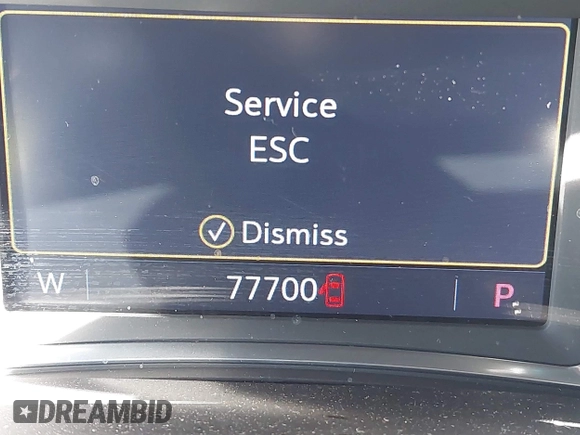 Service
ESC
Dismiss
W 77700 P
DREAMBID